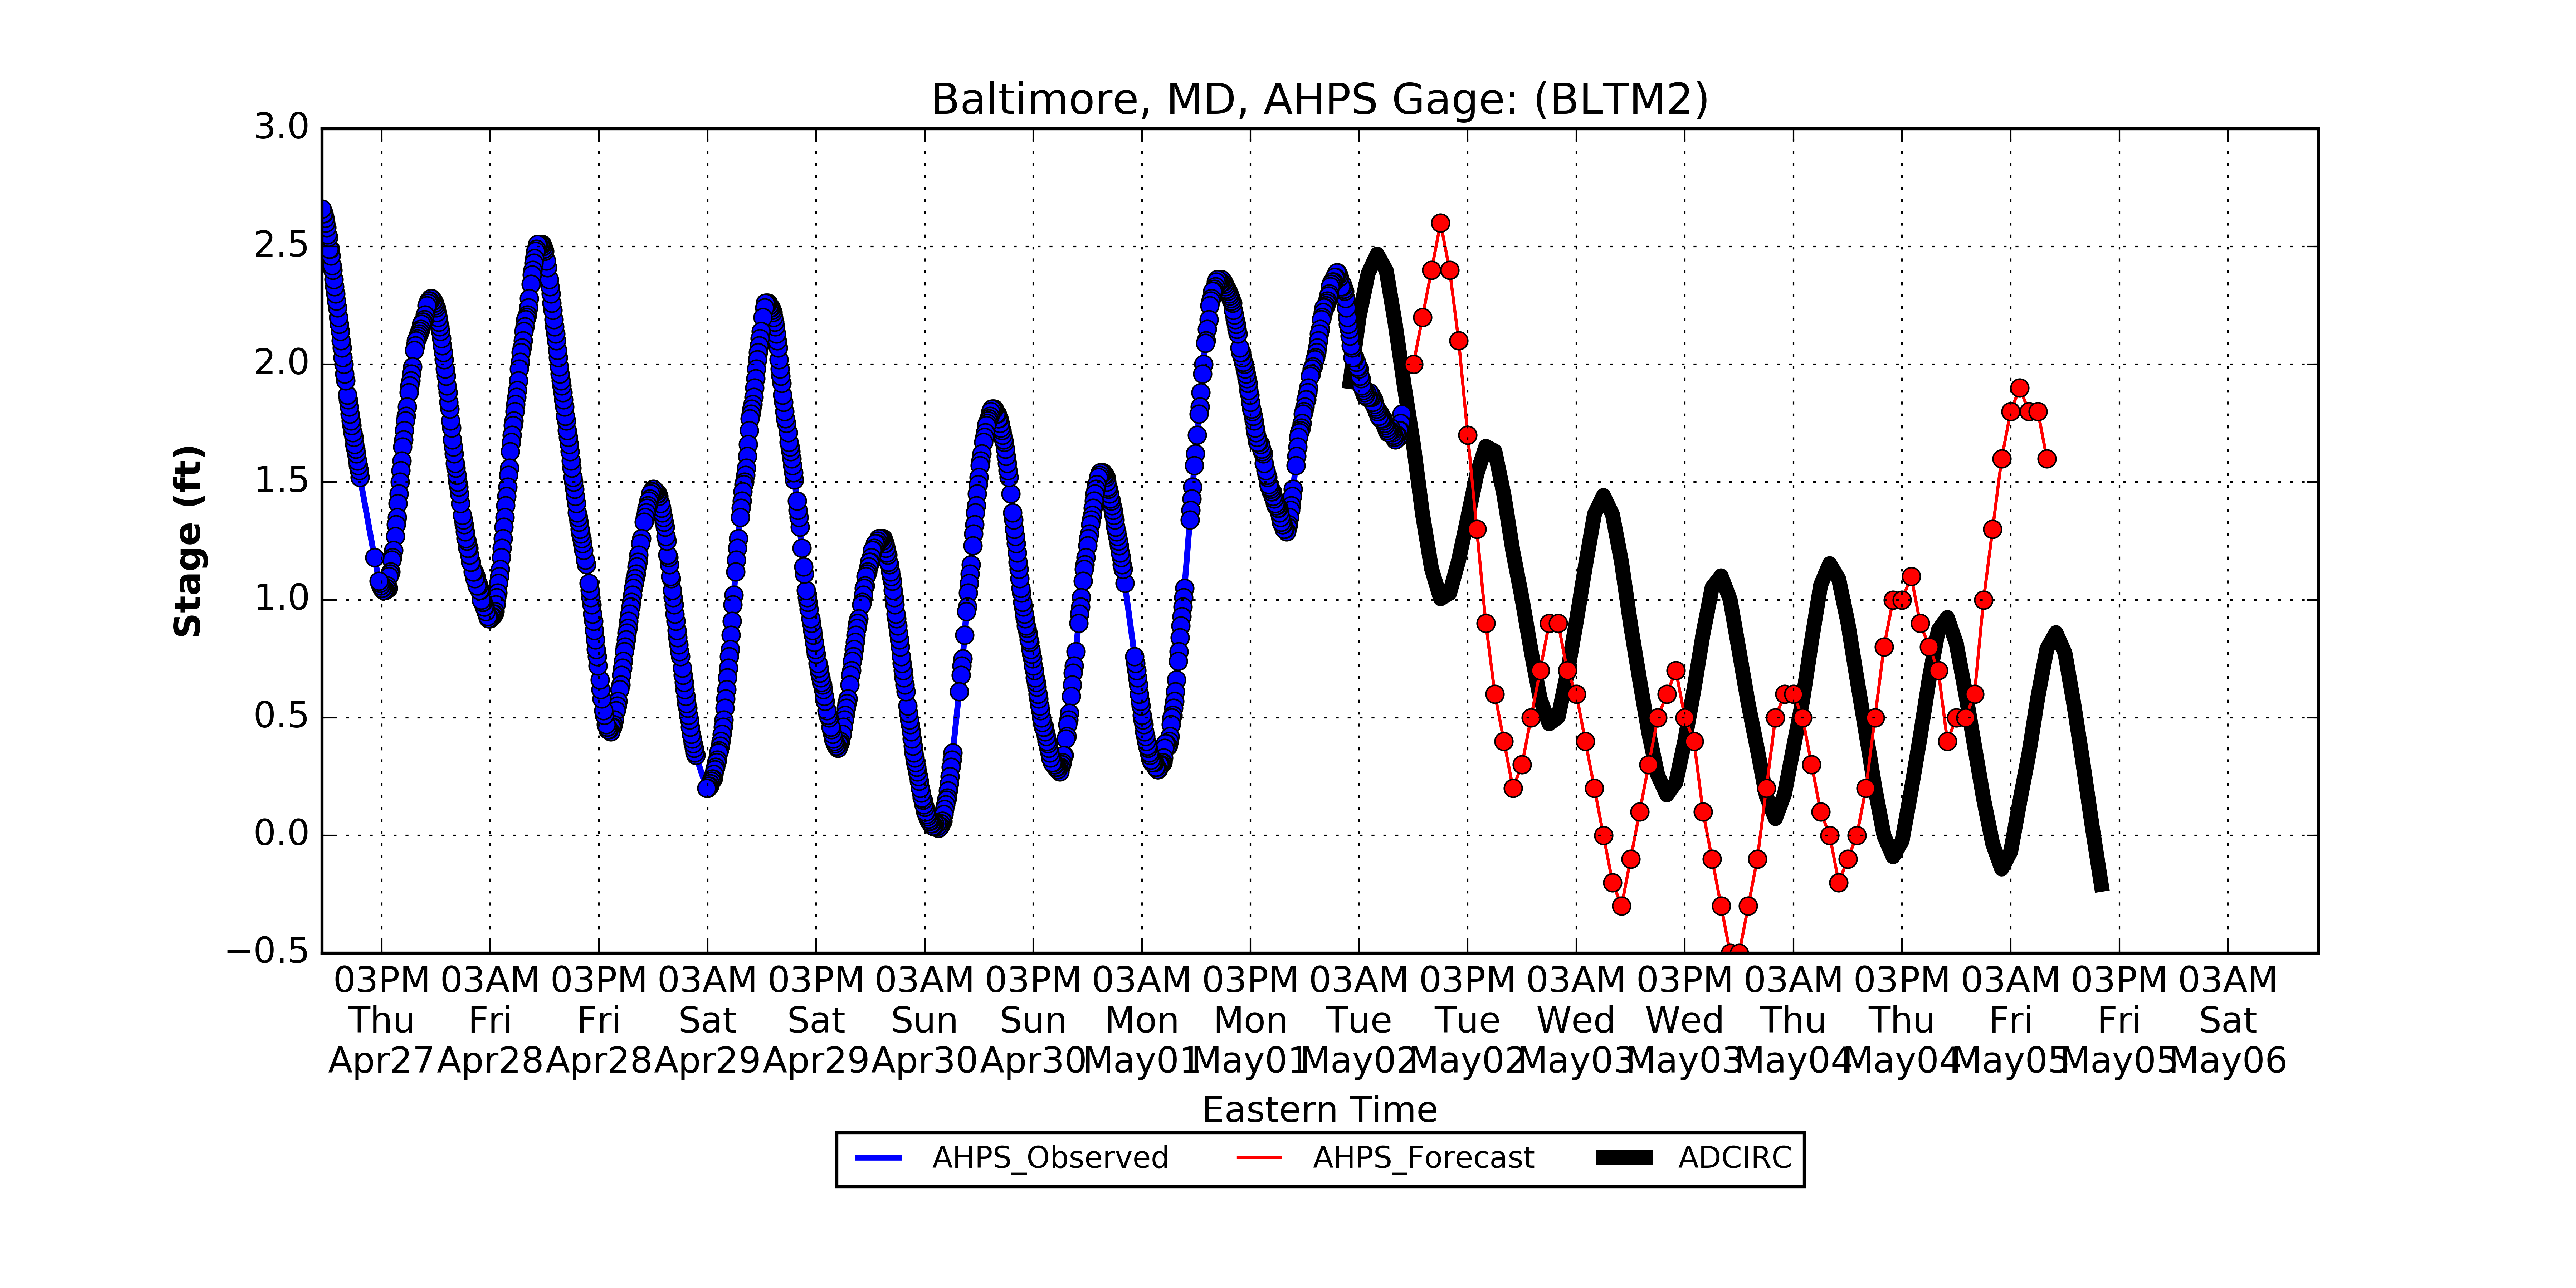 Baltimore, MD, AHPS Gage: (BLTM2)
Stage (ft)
3.0
2.5
2.0
1.5
1.0
0.5
0.0
−0.5
03PM 03AM 03PM 03AM 03PM 03AM 03PM 03AM 03PM 03AM 03PM 03AM 03PM 03AM 03PM 03AM 03PM 03AM
Thu Fri Fri Sat Sat Sun Sun Mon Mon Tue Tue Wed Wed Thu Thu Fri Fri Sat
Apr27 Apr28 Apr28 Apr29 Apr29 Apr30 Apr30 May01 May01 May02 May02 May03 May03 May04 May04 May05 May05 May06
Eastern Time
AHPS_Observed AHPS_Forecast ADCIRC